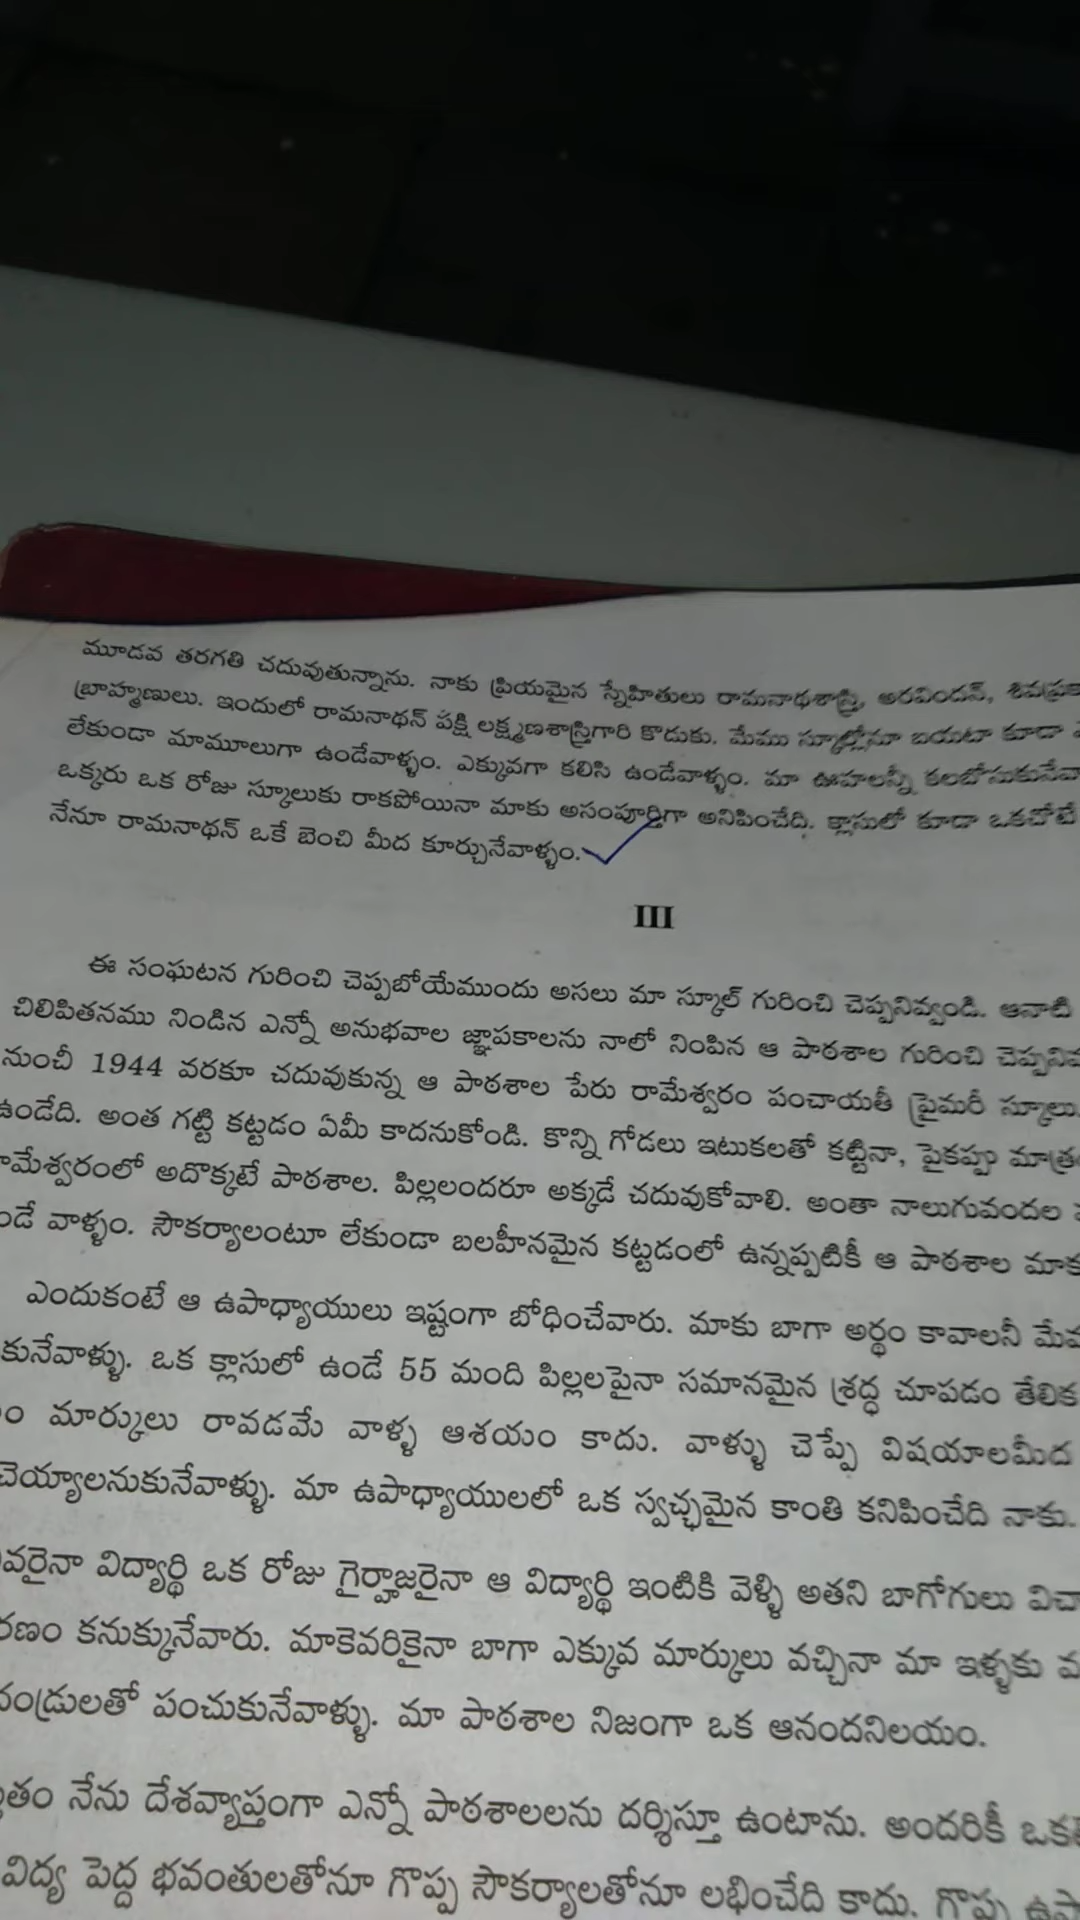 మూడవ తరగతి చదువుతున్నాను. నాకు ప్రియమైన స్నేహితులు రామనాథశాస్త్రి, అరవిందన్,
బ్రాహ్మణులు. ఇందులో రామనాథన్ పక్షి లక్ష్మణశాస్త్రిగారి కొడుకు. మేము స్కూల్లోనూ బయటా కూడా
లేకుండా మామూలుగా ఉండేవాళ్ళం. ఎక్కువగా కలిసి ఉండేవాళ్ళం. మా ఊహలన్నీ
ఒక్కరు ఒక రోజు స్కూలుకు రాకపోయినా మాకు అసంపూర్తిగా అనిపించేది. క్లాసులో కూడా ఒకచోటే
నేనూ రామనాథన్ ఒకే బెంచి మీద కూర్చునేవాళ్ళం.
III
ఈ సంఘటన గురించి చెప్పబోయేముందు అసలు మా స్కూల్ గురించి చెప్పనివ్వండి. ఆనాటి
చిలిపితనము నిండిన ఎన్నో అనుభవాల జ్ఞాపకాలను నాలో నింపిన ఆ పాఠశాల గురించి
నుంచీ 1944 వరకూ చదువుకున్న ఆ పాఠశాల పేరు రామేశ్వరం పంచాయతీ ప్రైమరీ స్కూలు.
ఉండేది. అంత గట్టి కట్టడం ఏమీ కాదనుకోండి. కొన్ని గోడలు ఇటుకలతో కట్టినా, పైకప్పు
మేశ్వరంలో అదొక్కటే పాఠశాల. పిల్లలందరూ అక్కడే చదువుకోవాలి. అంతా నాలుగువందల
డే వాళ్ళం. సౌకర్యాలంటూ లేకుండా బలహీనమైన కట్టడంలో ఉన్నప్పటికీ ఆ పాఠశాల
ఎందుకంటే ఆ ఉపాధ్యాయులు ఇష్టంగా బోధించేవారు. మాకు బాగా అర్థం కావాలనీ
కునేవాళ్ళు. ఒక క్లాసులో ఉండే 55 మంది పిల్లలపైనా సమానమైన శ్రద్ధ చూపడం తేలిక
మార్కులు రావడమే వాళ్ళ ఆశయం కాదు. వాళ్ళు చెప్పే విషయాలమీద
చెయ్యాలనుకునేవాళ్ళు. మా ఉపాధ్యాయులలో ఒక స్వచ్ఛమైన కాంతి కనిపించేది నాకు.
వరైనా విద్యార్థి ఒక రోజు గైర్హాజరైనా ఆ విద్యార్థి ఇంటికి వెళ్ళి అతని బాగోగులు
రణం కనుక్కునేవారు. మాకెవరికైనా బాగా ఎక్కువ మార్కులు వచ్చినా మా ఇళ్ళకు
డ్రులతో పంచుకునేవాళ్ళు. మా పాఠశాల నిజంగా ఒక ఆనందనిలయం.
తం నేను దేశవ్యాప్తంగా ఎన్నో పాఠశాలలను దర్శిస్తూ ఉంటాను. అందరికీ
విద్య పెద్ద భవంతులతోనూ గొప్ప సౌకర్యాలతోనూ లభించేది కాదు. గొప్ప